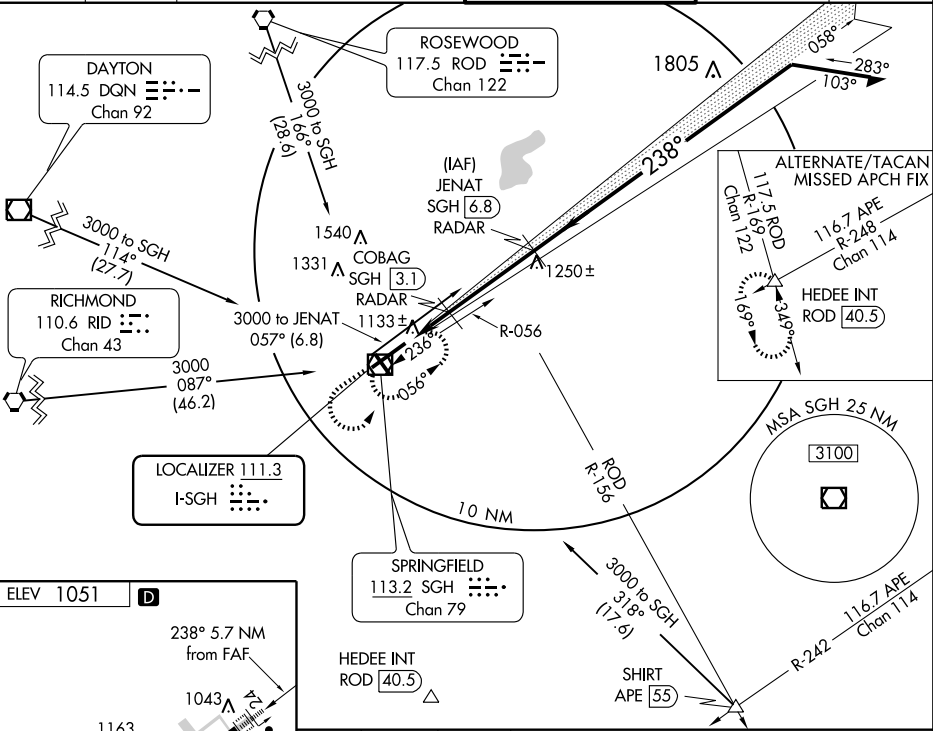 ROSEWOOD
117.5 ROD
Chan 122
DAYTON
114.5 DQN
Chan 92
1805
058°
283°
103°
3000 to SGH
166°
(28.6)
238°
(IAF)
JENAT
SGH 6.8
RADAR
ALTERNATE/TACAN
MISSED APCH FIX
117.5 ROD
R-169
Chan 122
116.7 APE
R-248
Chan 114
HEDEE INT
ROD 40.5
169°
349°
3000 to SGH
114°
(27.7)
1540
1331
COBAG
SGH 3.1
RADAR
1250±
1133±
RICHMOND
110.6 RID
Chan 43
3000 to JENAT
057° (6.8)
R-056
236°
056°
3000
087°
(46.2)
MSA SGH 25 NM
3100
LOCALIZER 111.3
I-SGH
ROD
R-156
10 NM
SPRINGFIELD
113.2 SGH
Chan 79
3000 to SGH
318°
(17.6)
116.7 APE
R-242
Chan 114
ELEV 1051
D
238° 5.7 NM
from FAF
HEDEE INT
ROD 40.5
SHIRT
APE 55
1043
24
1163